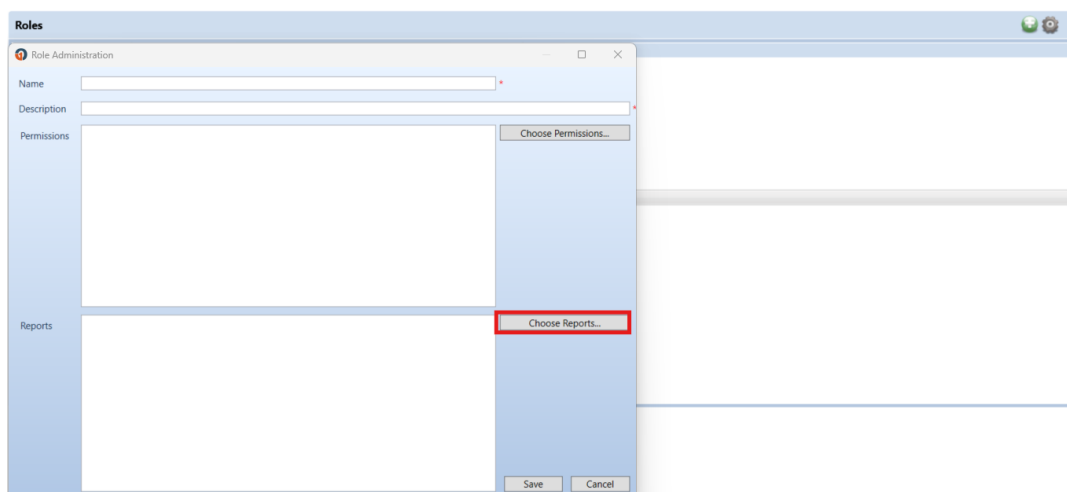 Roles
Role Administration
Name *
Description *
Permissions Choose Permissions...
Reports Choose Reports...
Save Cancel